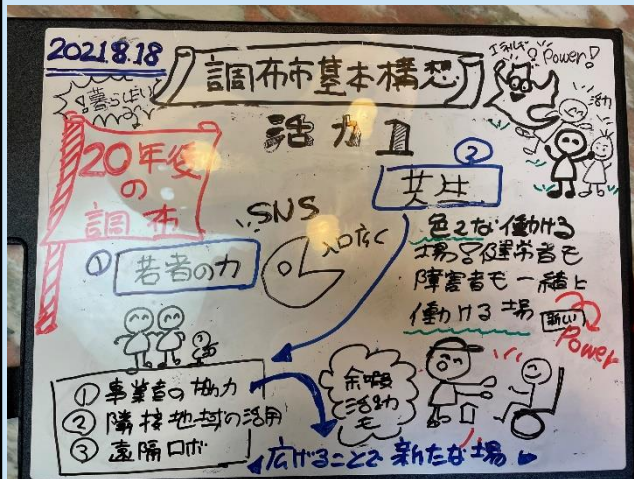 2021.8.18
調布市基本構想
エネルギー Power!
活力
暮らしたい
活力 1
20年後
の
調布
SNS
入口広く
① 若者の力
② 共生
色々な働ける
場、健常者も
障害者も一緒に
働ける場
新しい
Power
① 事業者の協力
② 隣接地域の活用
③ 遠隔ロボ
余暇
活動
も
広げることで新たな場